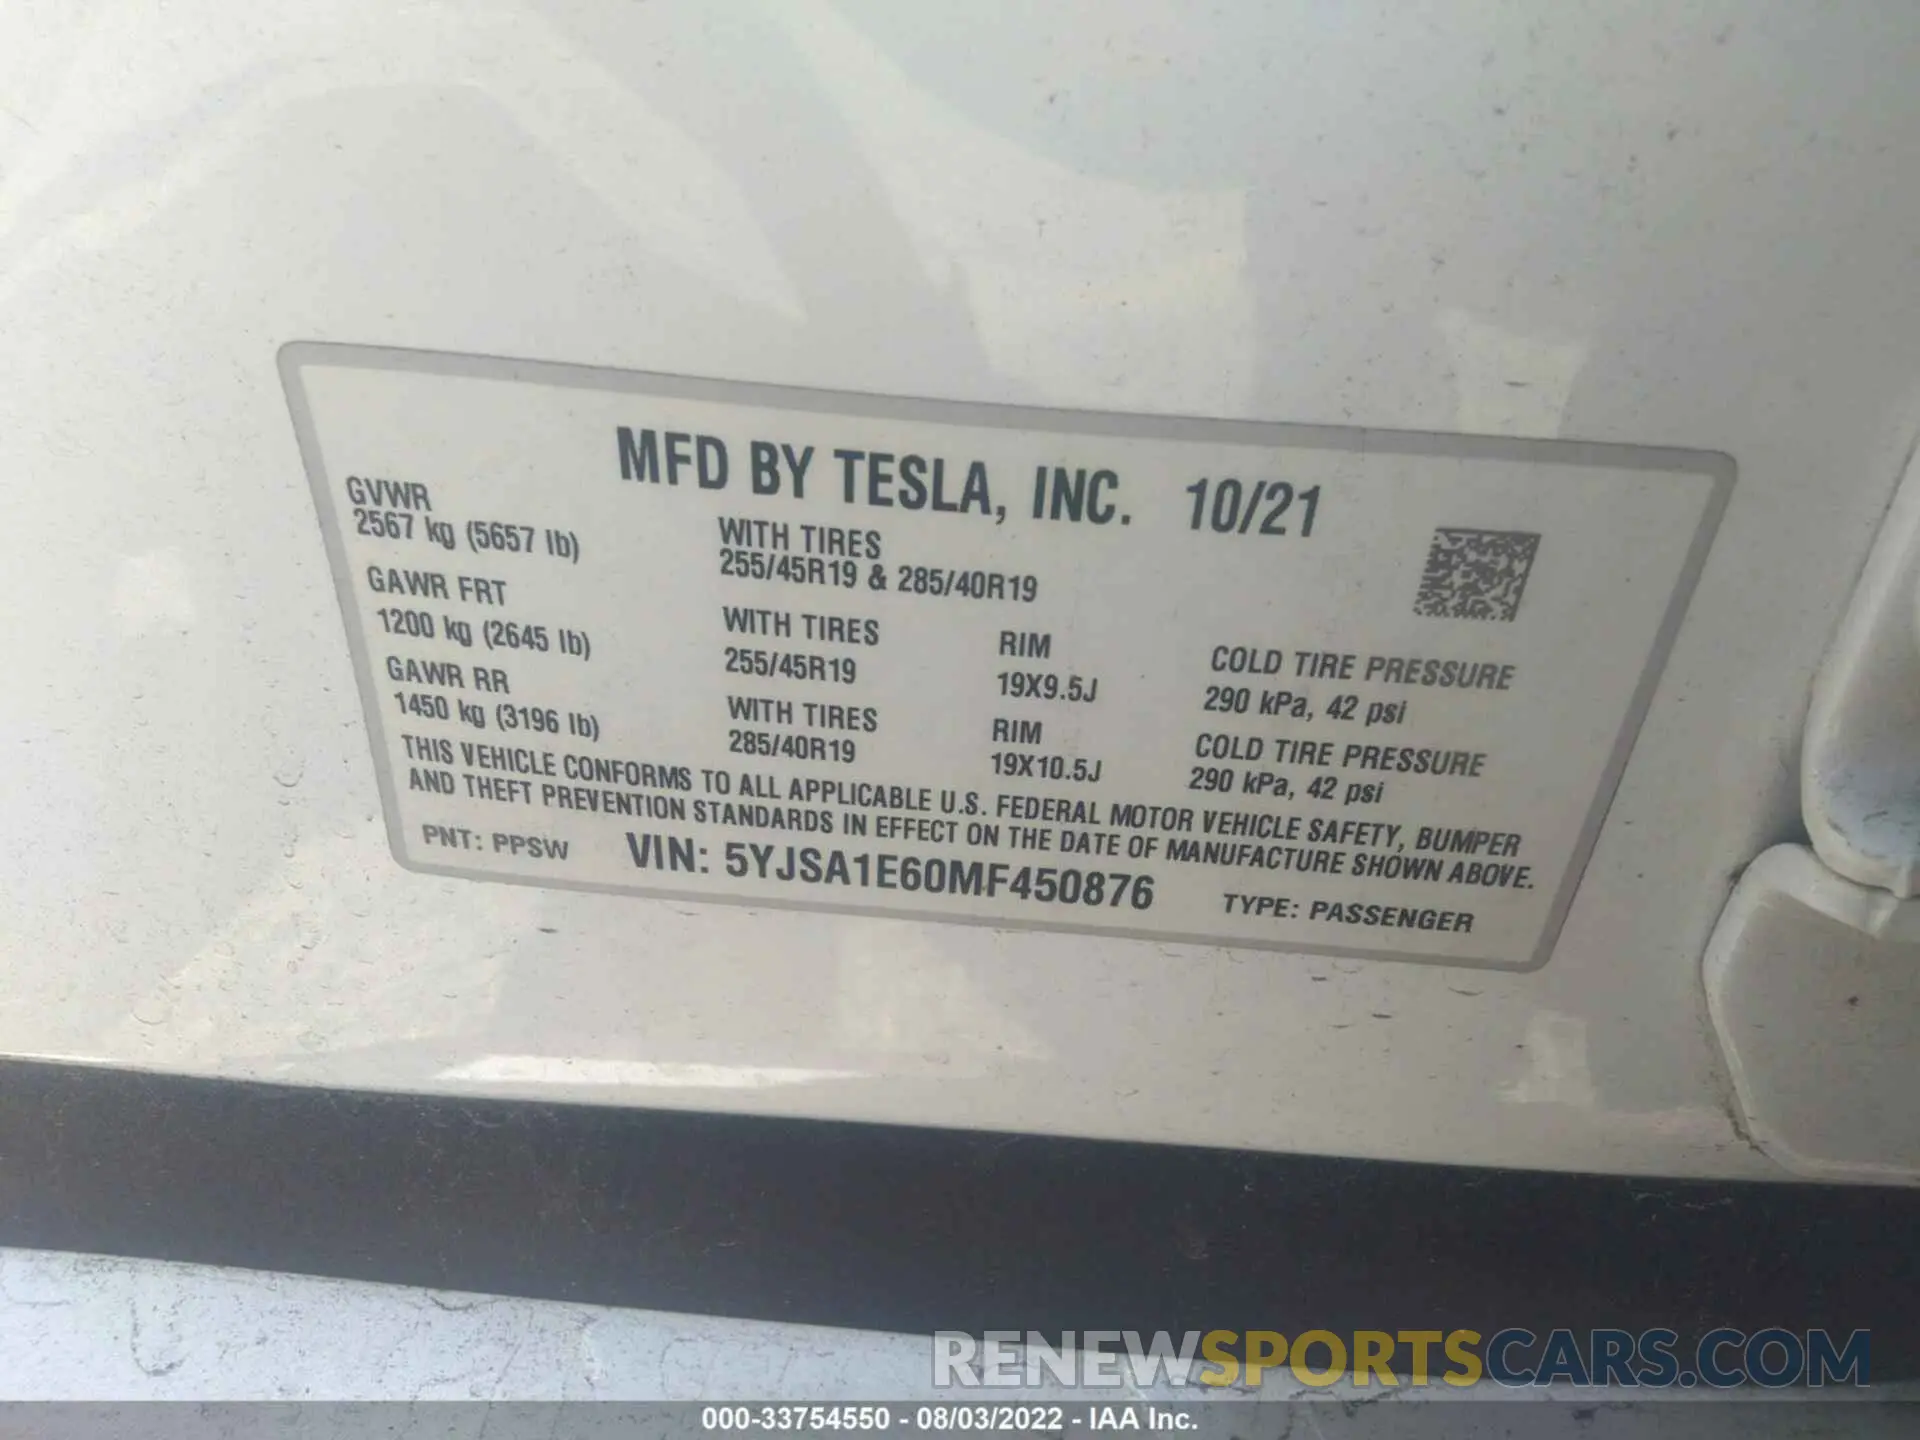 MFD BY TESLA, INC. 10/21
GVWR
2567 kg (5657 lb)
WITH TIRES
255/45R19 & 285/40R19
GAWR FRT
1200 kg (2645 lb)
WITH TIRES
255/45R19
RIM
19X9.5J
COLD TIRE PRESSURE
290 kPa, 42 psi
GAWR RR
1450 kg (3196 lb)
WITH TIRES
285/40R19
RIM
19X10.5J
COLD TIRE PRESSURE
290 kPa, 42 psi
THIS VEHICLE CONFORMS TO ALL APPLICABLE U.S. FEDERAL MOTOR VEHICLE SAFETY, BUMPER
AND THEFT PREVENTION STANDARDS IN EFFECT ON THE DATE OF MANUFACTURE SHOWN ABOVE.
PNT: PPSW VIN: 5YJSA1E60MF450876 TYPE: PASSENGER
RENEWSPORTSCARS.COM
000-33754550 - 08/03/2022 - IAA Inc.